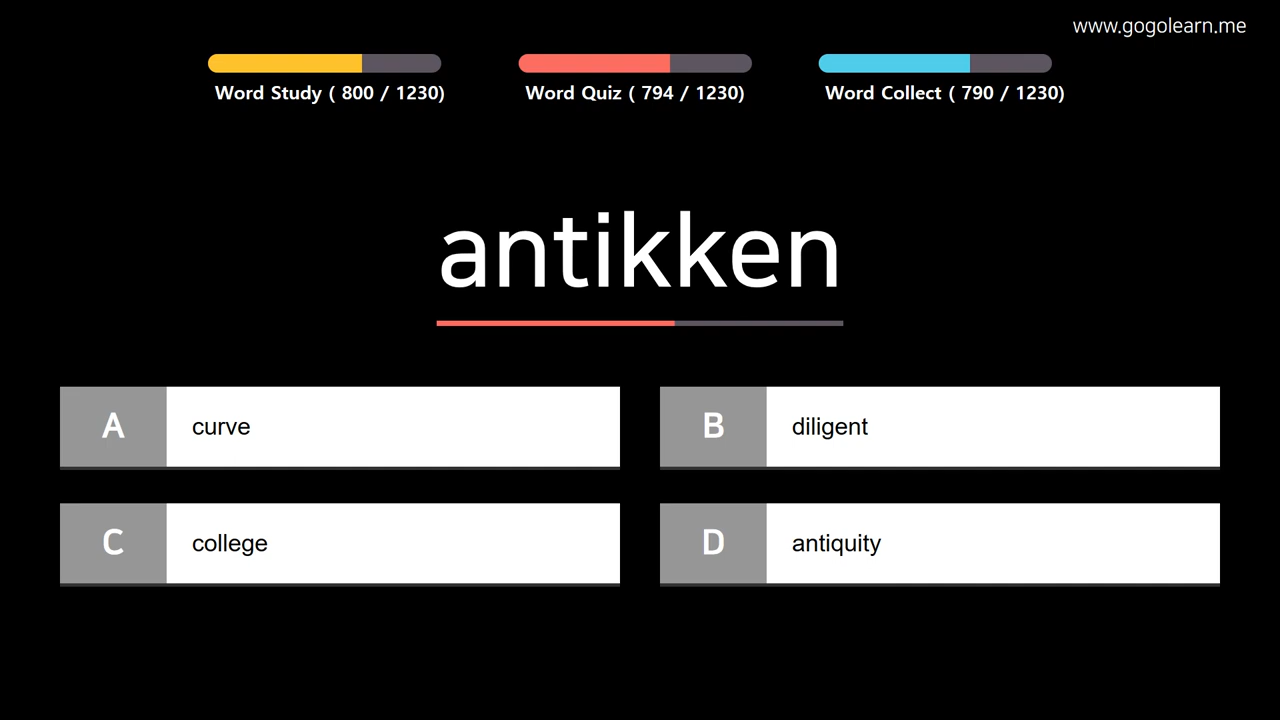 www.gogolearn.me
Word Study ( 800 / 1230)
Word Quiz ( 794 / 1230)
Word Collect ( 790 / 1230)
antikken
A
curve
B
diligent
C
college
D
antiquity